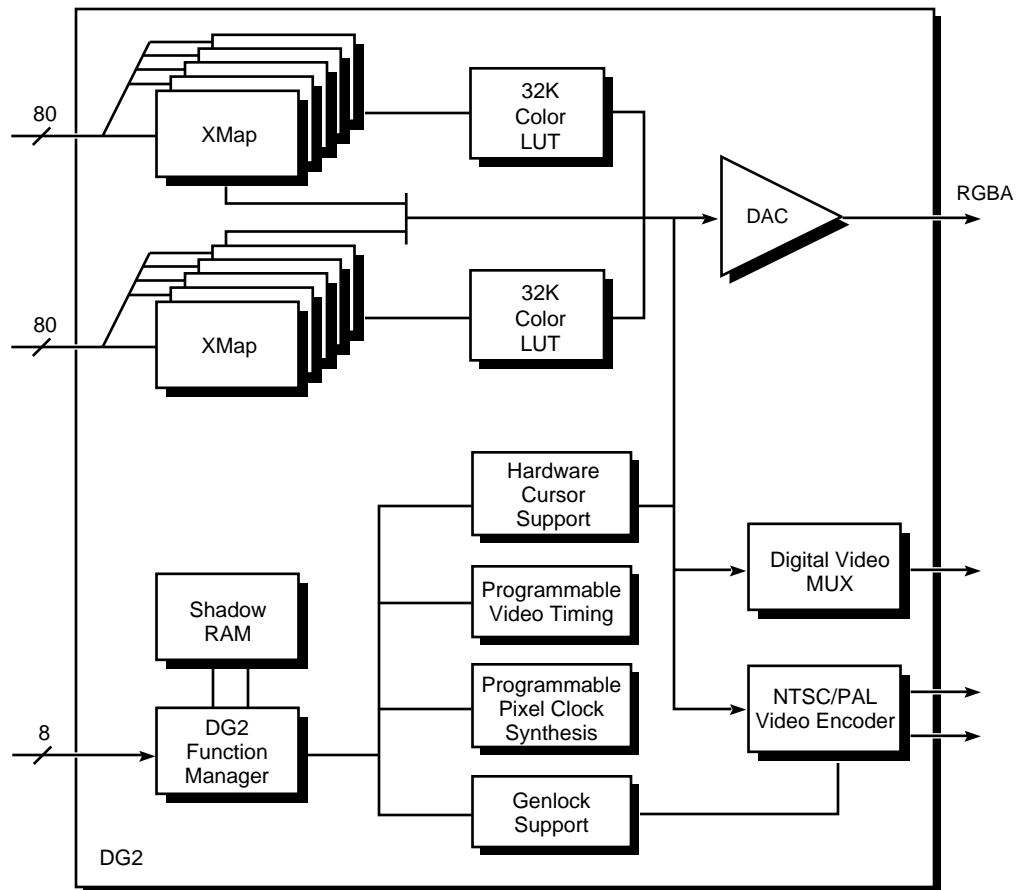 80
XMap
32K
Color
LUT
DAC
RGBA
80
XMap
32K
Color
LUT
Hardware
Cursor
Support
Digital Video
MUX
Shadow
RAM
Programmable
Video Timing
Programmable
Pixel Clock
Synthesis
NTSC/PAL
Video Encoder
8
DG2
Function
Manager
Genlock
Support
DG2